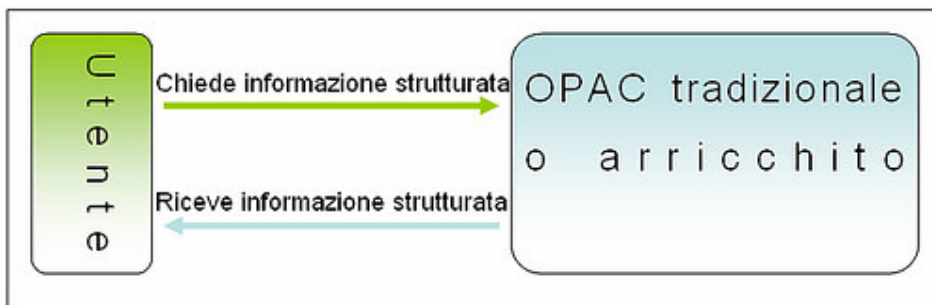 Utente
Chiede informazione strutturata
Riceve informazione strutturata
OPAC tradizionale
o arricchito